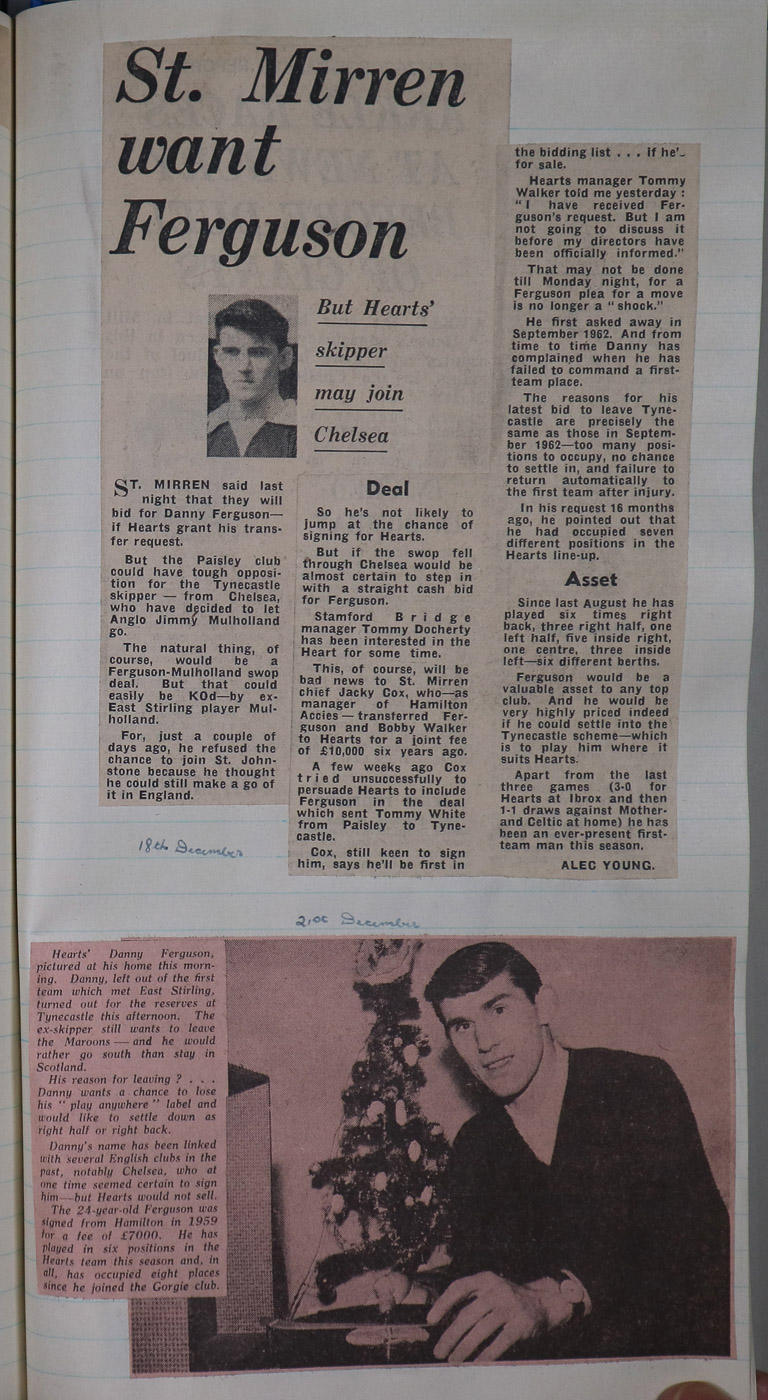 St. Mirren
want
Ferguson
But Hearts'
skipper
may join
Chelsea
ST. MIRREN said last
night that they will
bid for Danny Ferguson—
if Hearts grant his trans-
fer request.
But the Paisley club
could have tough opposi-
tion for the Tynecastle
skipper — from Chelsea,
who have decided to let
Anglo Jimmy Mulholland
go.
The natural thing, of
course, would be a
Ferguson-Mulholland swop
deal. But that could
easily be KOd—by ex-
East Stirling player Mul-
holland.
For, just a couple of
days ago, he refused the
chance to join St. John-
stone because he thought
he could still make a go of
it in England.
18th December
Deal
So he's not likely to
jump at the chance of
signing for Hearts.
But if the swop fell
through Chelsea would be
almost certain to step in
with a straight cash bid
for Ferguson.
Stamford Bridge
manager Tommy Docherty
has been interested in the
Heart for some time.
This, of course, will be
bad news to St. Mirren
chief Jacky Cox, who—as
manager of Hamilton
Accies — transferred Fer-
guson and Bobby Walker
to Hearts for a joint fee
of £10,000 six years ago.
A few weeks ago Cox
tried unsuccessfully to
persuade Hearts to include
Ferguson in the deal
which sent Tommy White
from Paisley to Tyne-
castle.
Cox, still keen to sign
him, says he'll be first in
the bidding list . . . if he'
for sale.
Hearts manager Tommy
Walker told me yesterday :
"I have received Fer-
guson's request. But I am
not going to discuss it
before my directors have
been officially informed."
That may not be done
till Monday night, for a
Ferguson plea for a move
is no longer a "shock."
He first asked away in
September 1962. And from
time to time Danny has
complained when he has
failed to command a first-
team place.
The reasons for his
latest bid to leave Tyne-
castle are precisely the
same as those in Septem-
ber 1962—too many posi-
tions to occupy, no chance
to settle in, and failure to
return automatically to
the first team after injury.
In his request 16 months
ago, he pointed out that
he had occupied seven
different positions in the
Hearts line-up.
Asset
Since last August he has
played six times right
back, three right half, one
left half, five inside right,
one centre, three inside
left—six different berths.
Ferguson would be a
valuable asset to any top
club. And he would be
very highly priced indeed
if he could settle into the
Tynecastle scheme—which
is to play him where it
suits Hearts.
Apart from the last
three games (3-0 for
Hearts at Ibrox and then
1-1 draws against Mother-
and Celtic at home) he has
been an ever-present first-
team man this season.
ALEC YOUNG.
21st December
Hearts' Danny Ferguson,
pictured at his home this morn-
ing. Danny, left out of the first
team which met East Stirling,
turned out for the reserves at
Tynecastle this afternoon. The
ex-skipper still wants to leave
the Maroons — and he would
rather go south than stay in
Scotland.
His reason for leaving ? . . .
Danny wants a chance to lose
his "play anywhere" label and
would like to settle down as
right half or right back.
Danny's name has been linked
with several English clubs in the
past, notably Chelsea, who at
one time seemed certain to sign
him—but Hearts would not sell.
The 24-year-old Ferguson was
signed from Hamilton in 1959
for a fee of £7000. He has
played in six positions in the
Hearts team this season and, in
all, has occupied eight places
since he joined the Gorgie club.